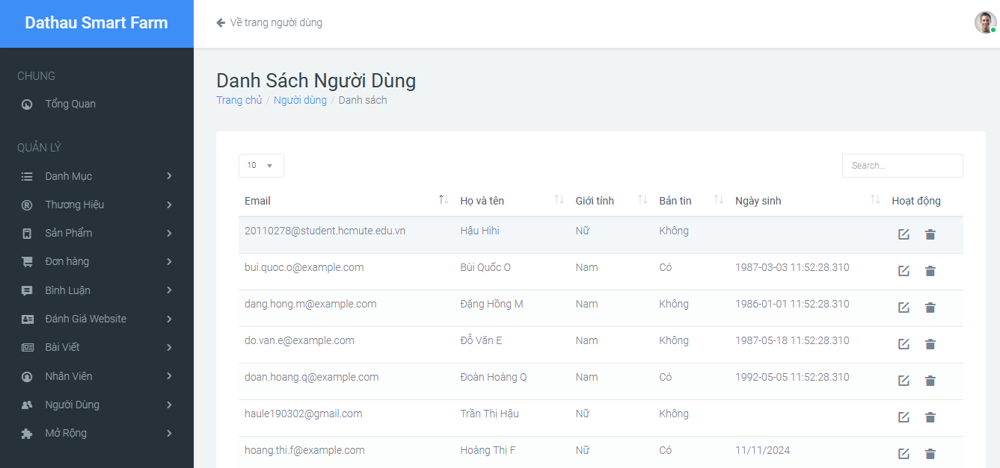 Dathau Smart Farm
Về trang người dùng
CHUNG
Tổng Quan
QUẢN LÝ
Danh Mục
Thương Hiệu
Sản Phẩm
Đơn hàng
Bình Luận
Đánh Giá Website
Bài Viết
Nhân Viên
Người Dùng
Mở Rộng
Danh Sách Người Dùng
Trang chủ / Người dùng / Danh sách
10 Search...
Email Họ và tên Giới tính Bản tin Ngày sinh Hoạt động
20110278@student.hcmute.edu.vn Hậu Hihi Nữ Không
bui.quoc.o@example.com Bùi Quốc O Nam Có 1987-03-03 11:52:28.310
dang.hong.m@example.com Đặng Hồng M Nam Không 1986-01-01 11:52:28.310
do.van.e@example.com Đỗ Văn E Nam Không 1987-05-18 11:52:28.310
doan.hoang.q@example.com Đoàn Hoàng Q Nam Có 1992-05-05 11:52:28.310
haule190302@gmail.com Trần Thị Hậu Nữ Không
hoang.thi.f@example.com Hoàng Thị F Nữ Có 11/11/2024